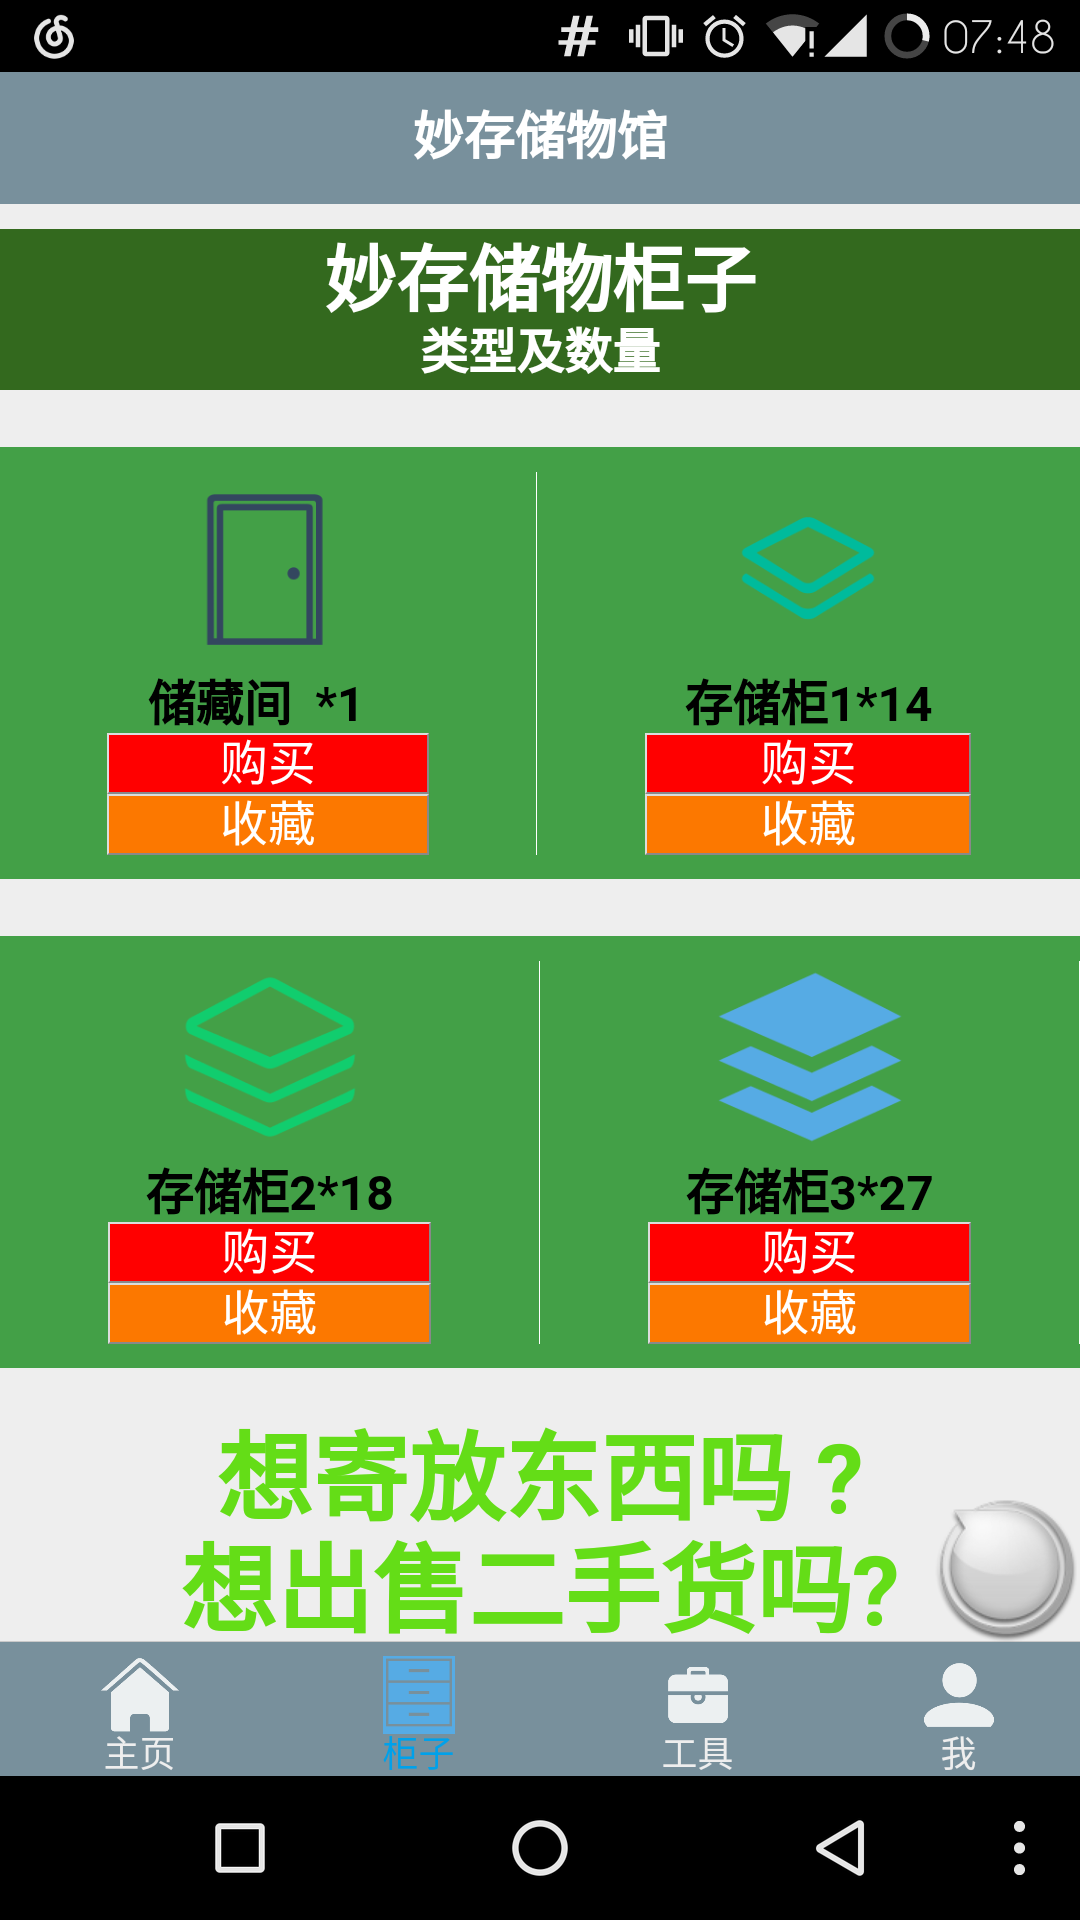 07:48
妙存储物馆
妙存储物柜子
类型及数量
储藏间 *1
存储柜1*14
购买
购买
收藏
收藏
存储柜2*18
存储柜3*27
购买
购买
收藏
收藏
想寄放东西吗？
想出售二手货吗?
主页
柜子
工具
我